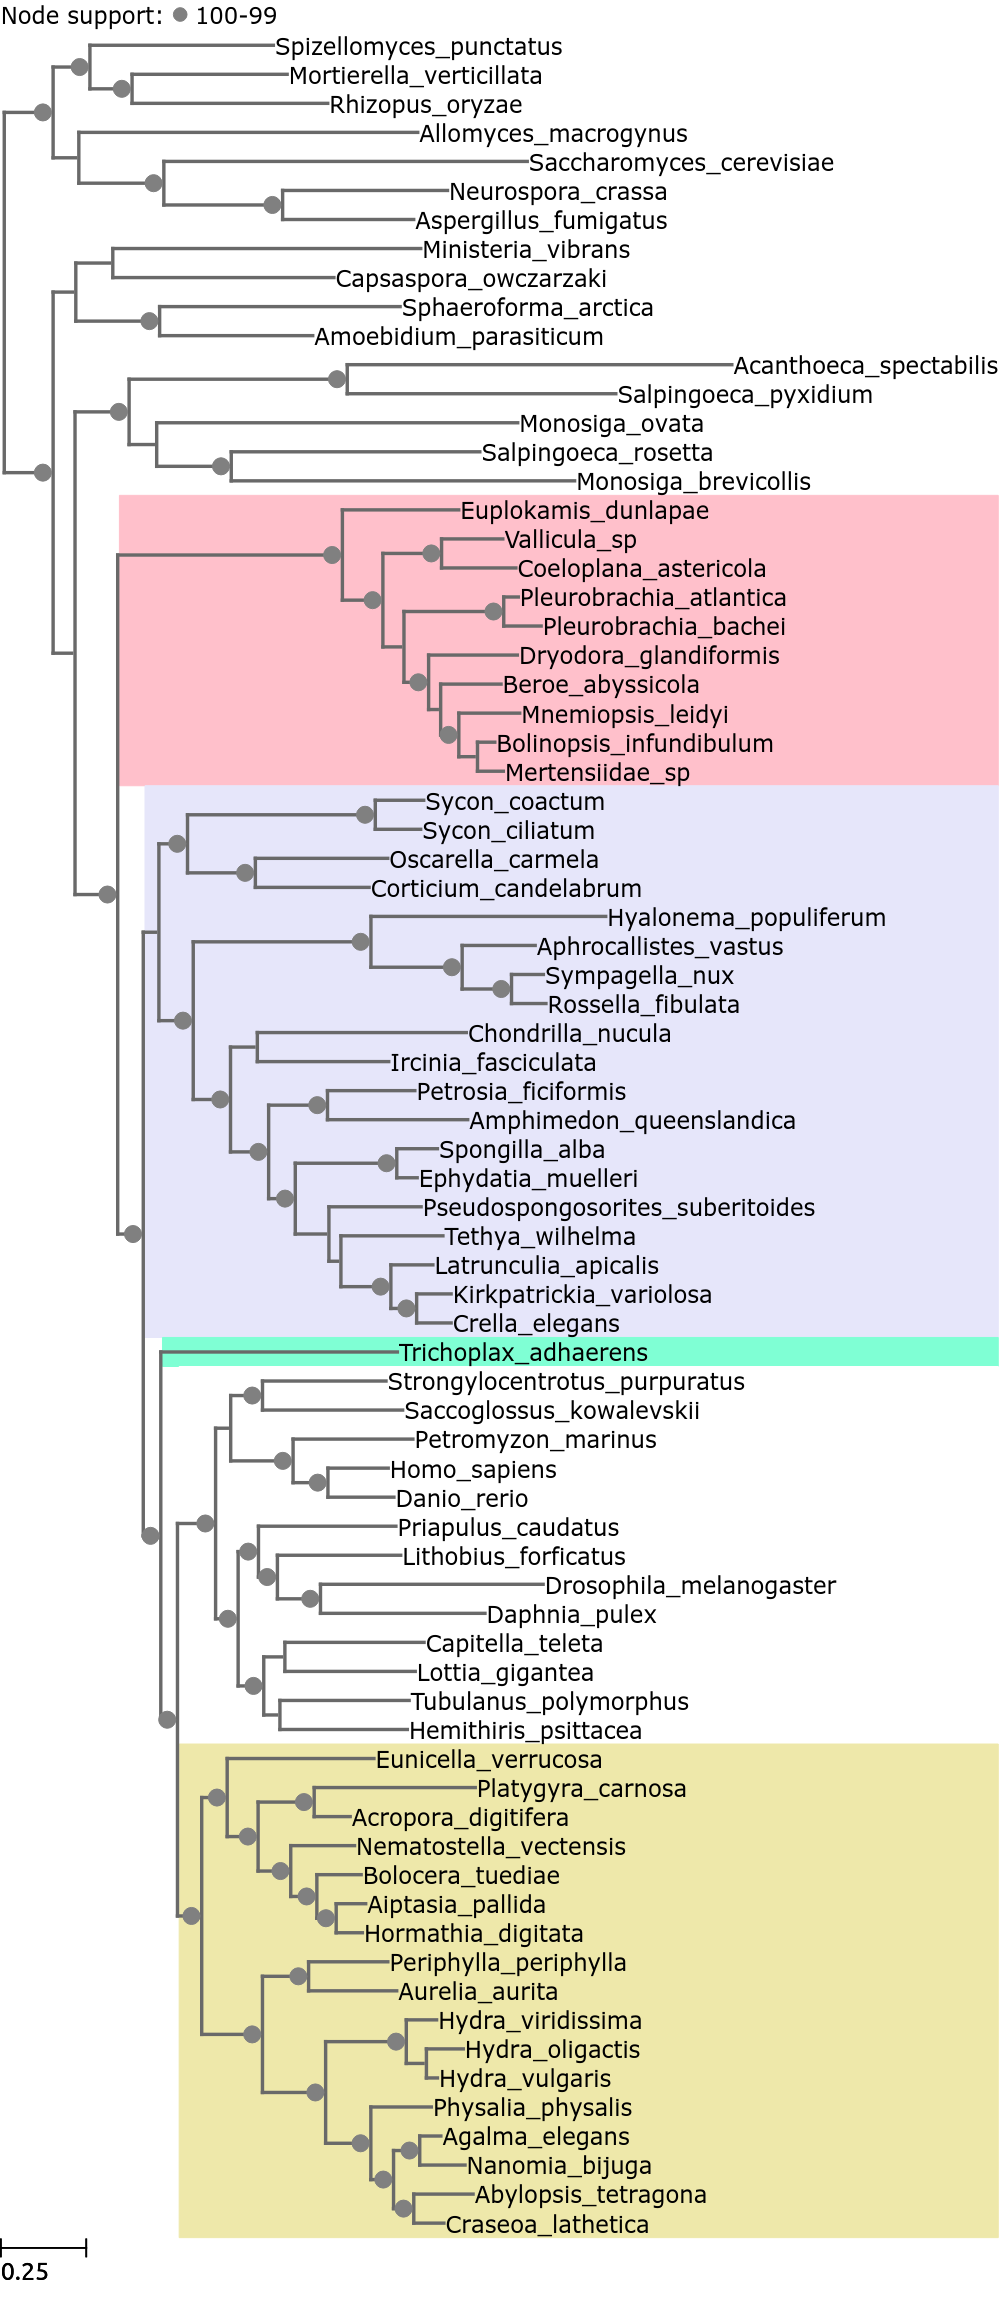 Node support: 100-99
Spizellomyces_punctatus
Mortierella_verticillata
Rhizopus_oryzae
Allomyces_macrogynus
Saccharomyces_cerevisiae
Neurospora_crassa
Aspergillus_fumigatus
Ministeria_vibrans
Capsaspora_owczarzaki
Sphaeroforma_arctica
Amoebidium_parasiticum
Acanthoeca_spectabilis
Salpingoeca_pyxidium
Monosiga_ovata
Salpingoeca_rosetta
Monosiga_brevicollis
Euplokamis_dunlapae
Vallicula_sp
Coeloplana_astericola
Pleurobrachia_atlantica
Pleurobrachia_bachei
Dryodora_glandiformis
Beroe_abyssicola
Mnemiopsis_leidyi
Bolinopsis_infundibulum
Mertensiidae_sp
Sycon_coactum
Sycon_ciliatum
Oscarella_carmela
Corticium_candelabrum
Hyalonema_populiferum
Aphrocallistes_vastus
Sympagella_nux
Rossella_fibulata
Chondrilla_nucula
Ircinia_fasciculata
Petrosia_ficiformis
Amphimedon_queenslandica
Spongilla_alba
Ephydatia_muelleri
Pseudospongosorites_suberitoides
Tethya_wilhelma
Latrunculia_apicalis
Kirkpatrickia_variolosa
Crella_elegans
Trichoplax_adhaerens
Strongylocentrotus_purpuratus
Saccoglossus_kowalevskii
Petromyzon_marinus
Homo_sapiens
Danio_rerio
Priapulus_caudatus
Lithobius_forficatus
Drosophila_melanogaster
Daphnia_pulex
Capitella_teleta
Lottia_gigantea
Tubulanus_polymorphus
Hemithiris_psittacea
Eunicella_verrucosa
Platygyra_carnosa
Acropora_digitifera
Nematostella_vectensis
Bolocera_tuediae
Aiptasia_pallida
Hormathia_digitata
Periphylla_periphylla
Aurelia_aurita
Hydra_viridissima
Hydra_oligactis
Hydra_vulgaris
Physalia_physalis
Agalma_elegans
Nanomia_bijuga
Abylopsis_tetragona
Craseoa_lathetica
0.25